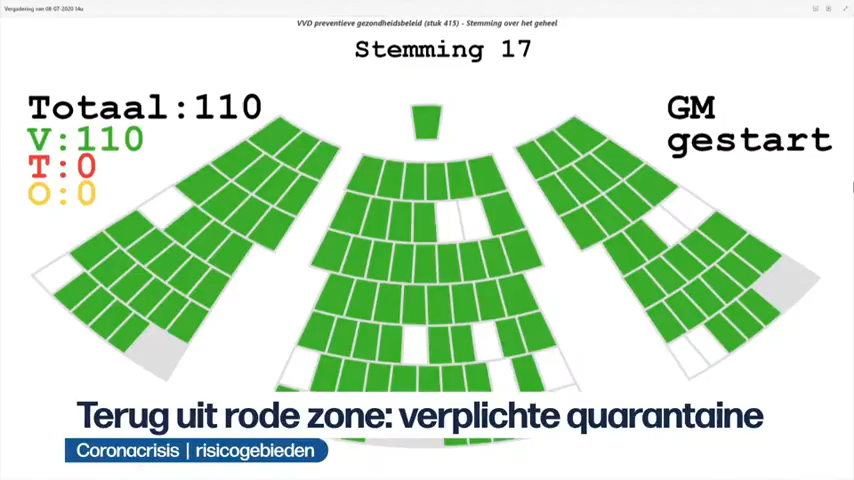 Vergadering van 08-07-2020 14u
VVD preventieve gezondheidsbeleid (stuk 415) - Stemming over het geheel
Stemming 17
Totaal:110
V:110
T:0
O:0
GM
gestart
Terug uit rode zone: verplichte quarantaine
Coronacrisis | risicogebieden